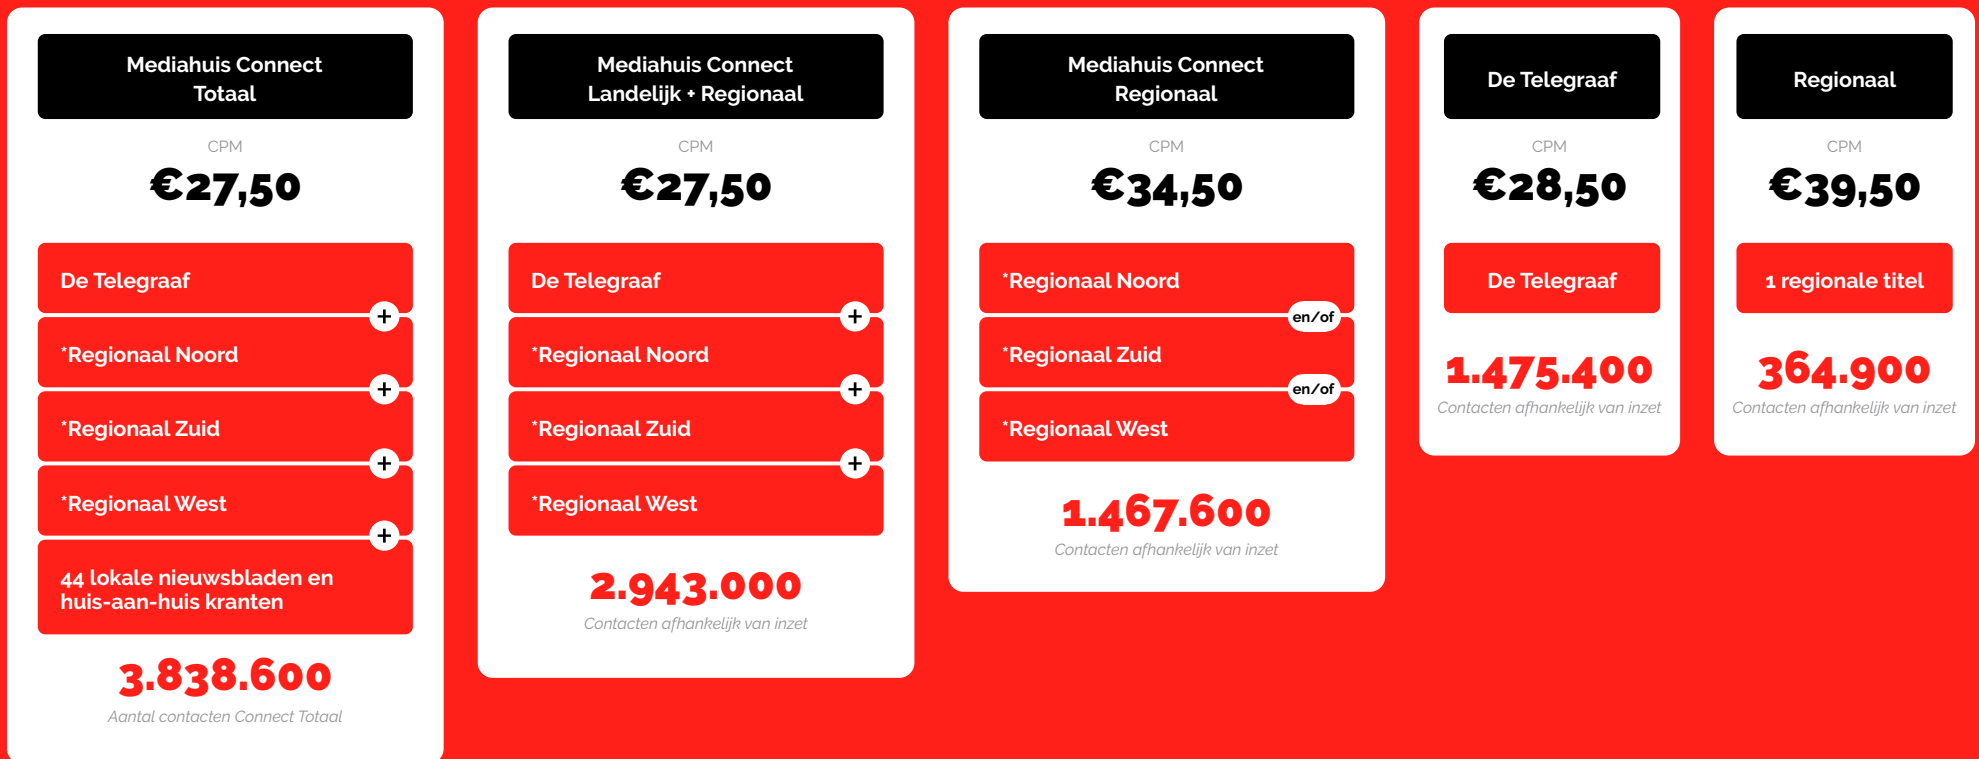 Mediahuis Connect
Totaal
CPM
€27,50
De Telegraaf
+
*Regionaal Noord
+
*Regionaal Zuid
+
*Regionaal West
+
44 lokale nieuwsbladen en
huis-aan-huis kranten
3.838.600
Aantal contacten Connect Totaal
Mediahuis Connect
Landelijk + Regionaal
CPM
€27,50
De Telegraaf
+
*Regionaal Noord
+
*Regionaal Zuid
+
*Regionaal West
2.943.000
Contacten afhankelijk van inzet
Mediahuis Connect
Regionaal
CPM
€34,50
*Regionaal Noord
en/of
*Regionaal Zuid
en/of
*Regionaal West
1.467.600
Contacten afhankelijk van inzet
De Telegraaf
CPM
€28,50
De Telegraaf
1.475.400
Contacten afhankelijk van inzet
Regionaal
CPM
€39,50
1 regionale titel
364.900
Contacten afhankelijk van inzet